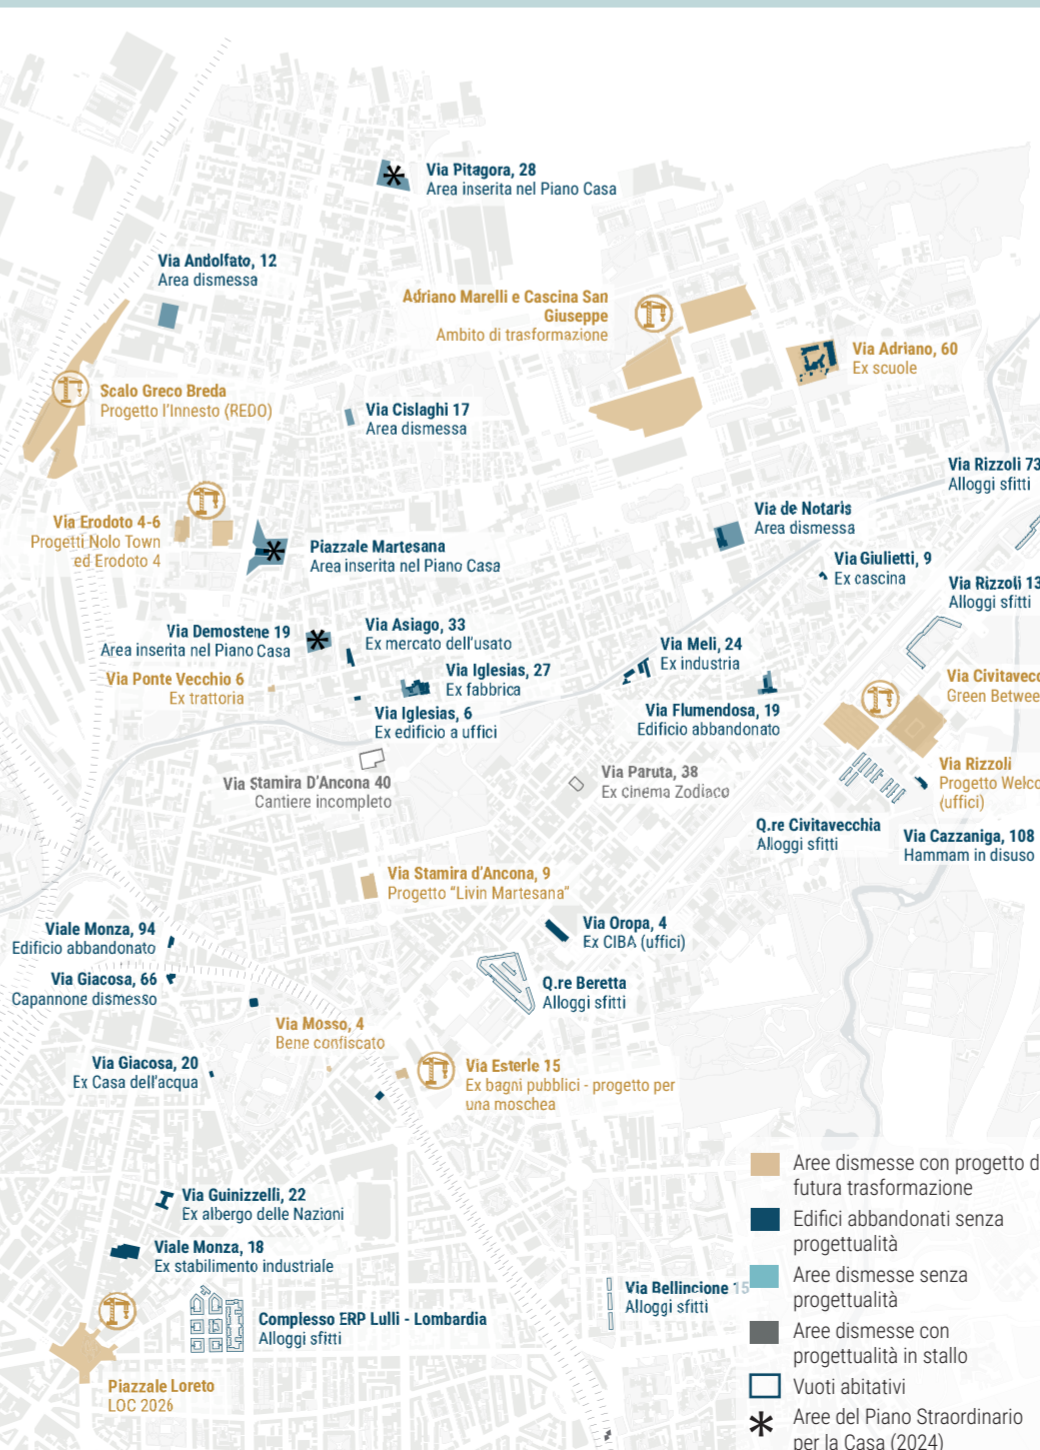 Via Pitagora, 28
Area inserita nel Piano Casa
Via Andolfato, 12
Area dismessa
Adriano Marelli e Cascina San
Giuseppe
Ambito di trasformazione
Via Adriano, 60
Ex scuole
Scalo Greco Breda
Progetto l'Innesto (REDO)
Via Cislaghi 17
Area dismessa
Via Rizzoli 73
Alloggi sfitti
Via Erodoto 4-6
Progetti Nolo Town
ed Erodoto 4
Via de Notaris
Area dismessa
Piazzale Martesana
Area inserita nel Piano Casa
Via Giulietti, 9
Ex cascina
Via Rizzoli 13
Alloggi sfitti
Via Demostene 19
Area inserita nel Piano Casa
Via Asiago, 33
Ex mercato dell'usato
Via Meli, 24
Ex industria
Via Iglesias, 27
Ex fabbrica
Via Ponte Vecchio 6
Ex trattoria
Via Civitavecc
Green Betwee
Via Iglesias, 6
Ex edificio a uffici
Via Flumendosa, 19
Edificio abbandonato
Via Stamira D'Ancona 40
Cantiere incompleto
Via Paruta, 38
Ex cinema Zodiaco
Via Rizzoli
Progetto Welco
(uffici)
Q.re Civitavecchia
Alloggi sfitti
Via Cazzaniga, 108
Hammam in disuso
Via Stamira d'Ancona, 9
Progetto "Livin Martesana"
Viale Monza, 94
Edificio abbandonato
Via Oropa, 4
Ex CIBA (uffici)
Via Giacosa, 66
Capannone dismesso
Q.re Beretta
Alloggi sfitti
Via Mosso, 4
Bene confiscato
Via Giacosa, 20
Ex Casa dell'acqua
Via Esterle 15
Ex bagni pubblici - progetto per
una moschea
Via Guinizzelli, 22
Ex albergo delle Nazioni
Viale Monza, 18
Ex stabilimento industriale
Complesso ERP Lulli - Lombardia
Alloggi sfitti
Via Bellincione 15
Alloggi sfitti
Piazzale Loreto
LOC 2026
Aree dismesse con progetto d
futura trasformazione
Edifici abbandonati senza
progettualità
Aree dismesse senza
progettualità
Aree dismesse con
progettualità in stallo
Vuoti abitativi
Aree del Piano Straordinario
per la Casa (2024)